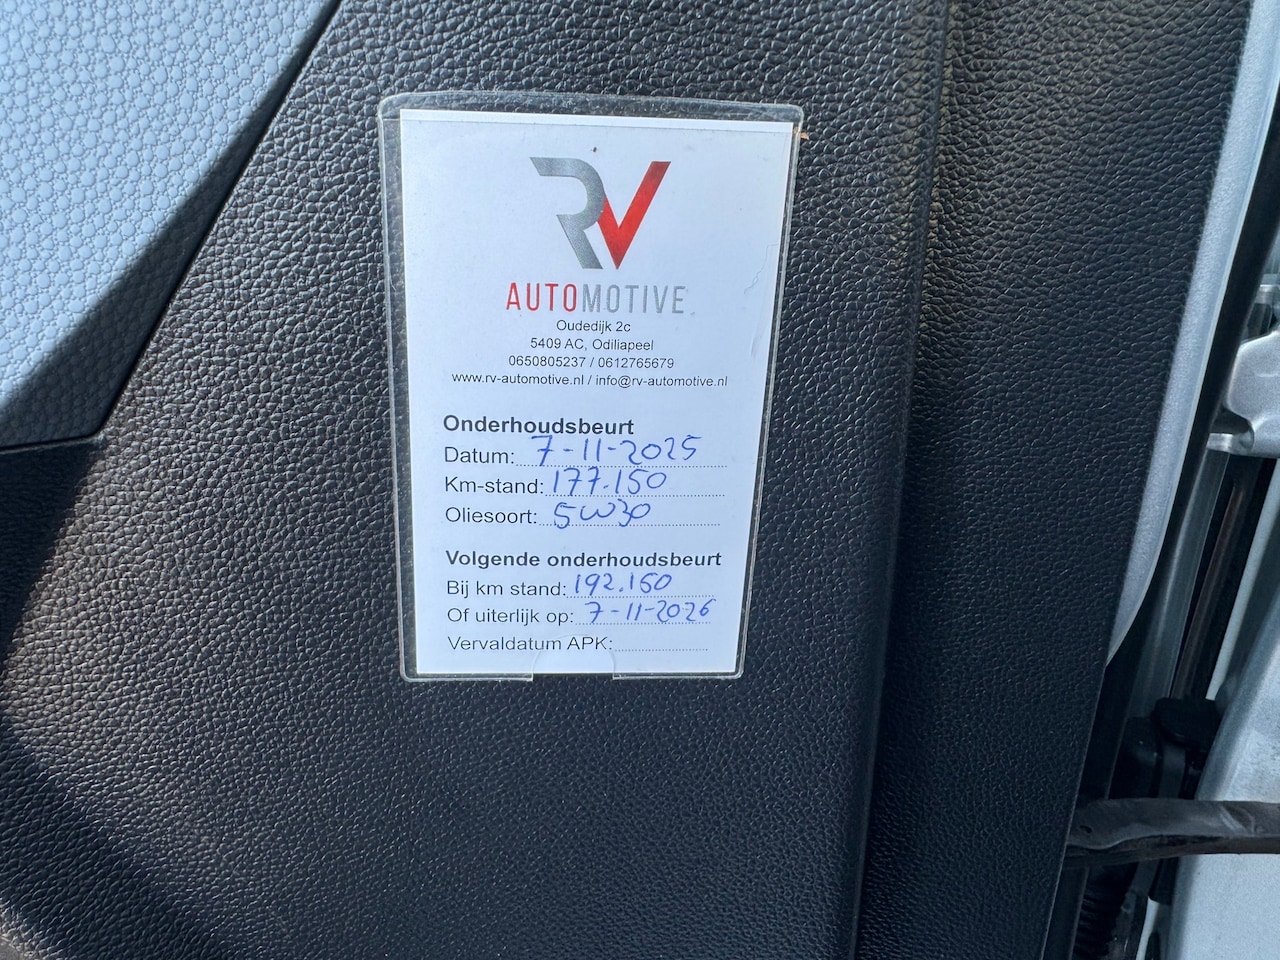 RV
AUTOMOTIVE
Oudedijk 2c
5409 AC, Odiliapeel
0650805237 / 0612765679
www.rv-automotive.nl / info@rv-automotive.nl
Onderhoudsbeurt
Datum: 7-11-2025
Km-stand: 177.150
Oliesoort: 5W30
Volgende onderhoudsbeurt
Bij km stand: 192.150
Of uiterlijk op: 7-11-2026
Vervaldatum APK: